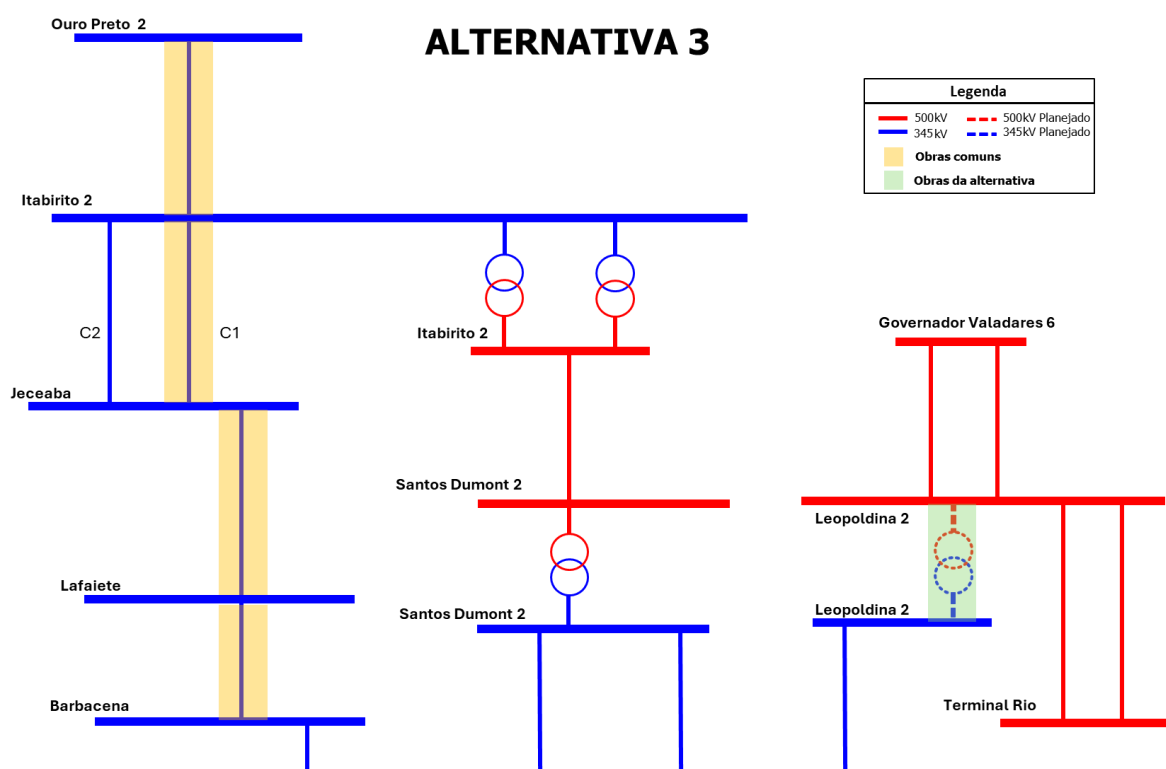 Ouro Preto 2
ALTERNATIVA 3
Legenda
500kV
500kV Planejado
345kV
345kV Planejado
Obras comuns
Obras da alternativa
Itabirito 2
C2
C1
Itabirito 2
Governador Valadares 6
Jeceaba
Santos Dumont 2
Leopoldina 2
Lafaiete
Santos Dumont 2
Leopoldina 2
Barbacena
Terminal Rio